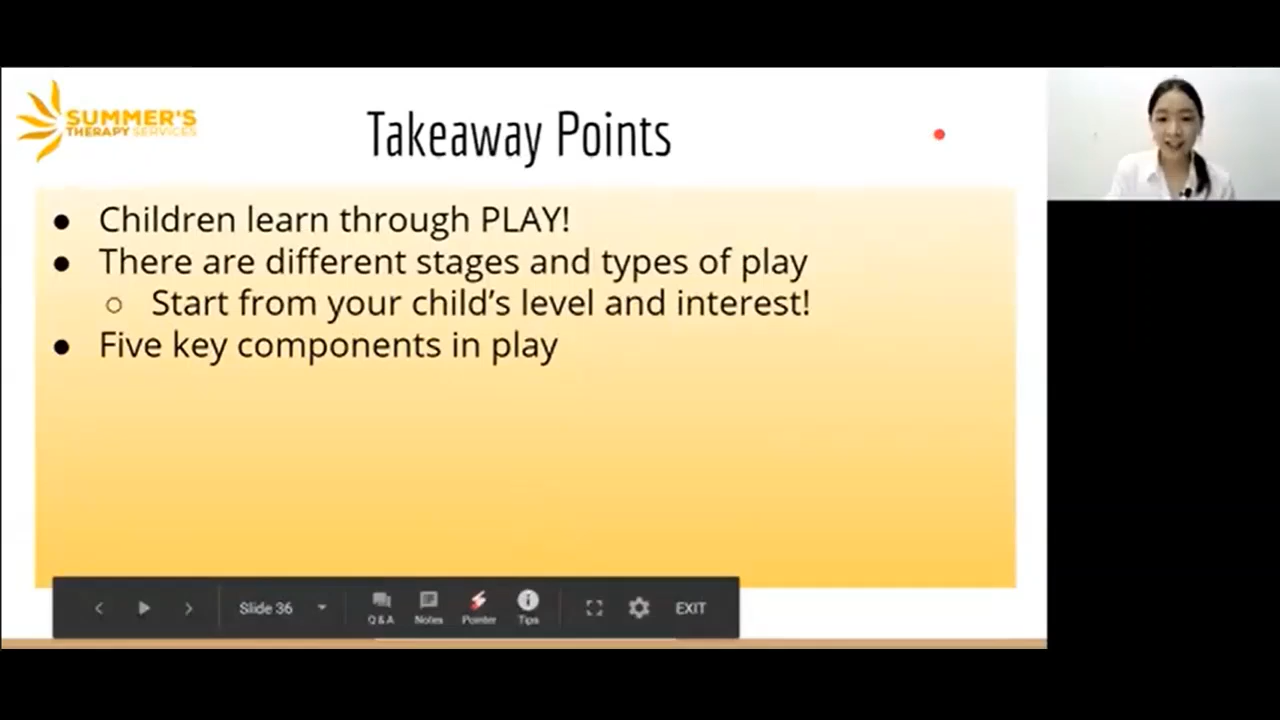 SUMMER'S
THERAPY SERVICES
Takeaway Points
● Children learn through PLAY!
● There are different stages and types of play
○ Start from your child's level and interest!
● Five key components in play
Slide 36
Q & A
Notes
Pointer
Tips
EXIT